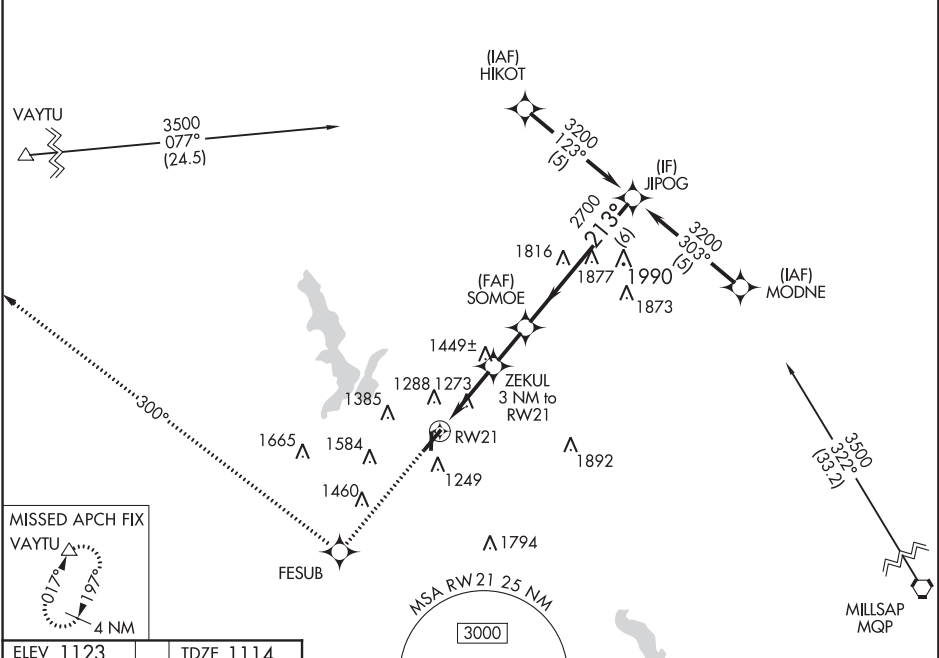 (IAF)
HIKOT
VAYTU
3500
077°
(24.5)
3200
123°
(5)
(IF)
JIPOG
2700
213°
(6)
3200
303°
(5)
1816
1877
1990
1873
(IAF)
MODNE
(FAF)
SOMOE
1449±
ZEKUL
3 NM to
RW21
1288
1273
1385
RW21
300°
1665
1584
1249
1892
3500
322°
(33.2)
1460
MISSED APCH FIX
VAYTU
017°
197°
4 NM
FESUB
1794
MSA RW21 25 NM
3000
MILLSAP
MQP
ELEV 1123
TDZE 1114